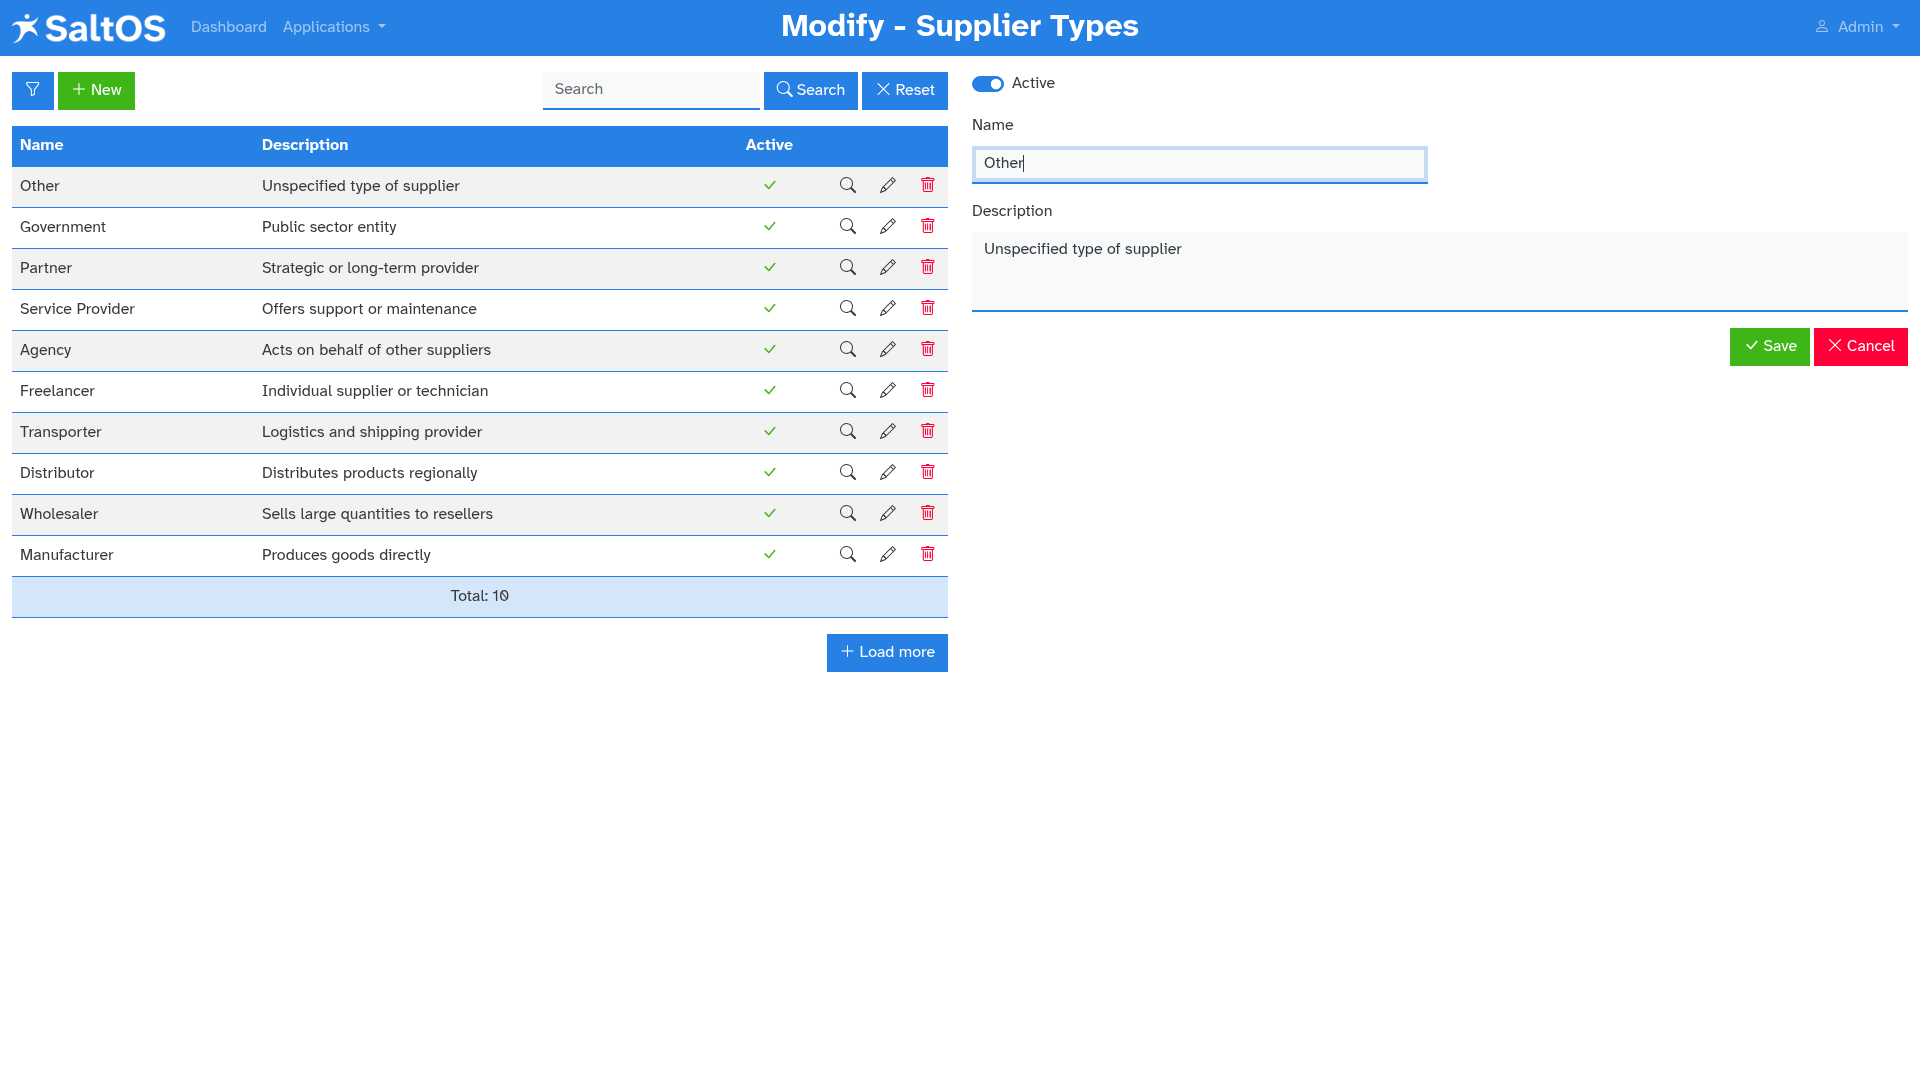 SaltOS Dashboard Applications Modify - Supplier Types Admin
New Search Search Reset
Name Description Active
Other Unspecified type of supplier
Government Public sector entity
Partner Strategic or long-term provider
Service Provider Offers support or maintenance
Agency Acts on behalf of other suppliers
Freelancer Individual supplier or technician
Transporter Logistics and shipping provider
Distributor Distributes products regionally
Wholesaler Sells large quantities to resellers
Manufacturer Produces goods directly
Total: 10
Load more
Active
Name
Other
Description
Unspecified type of supplier
Save Cancel